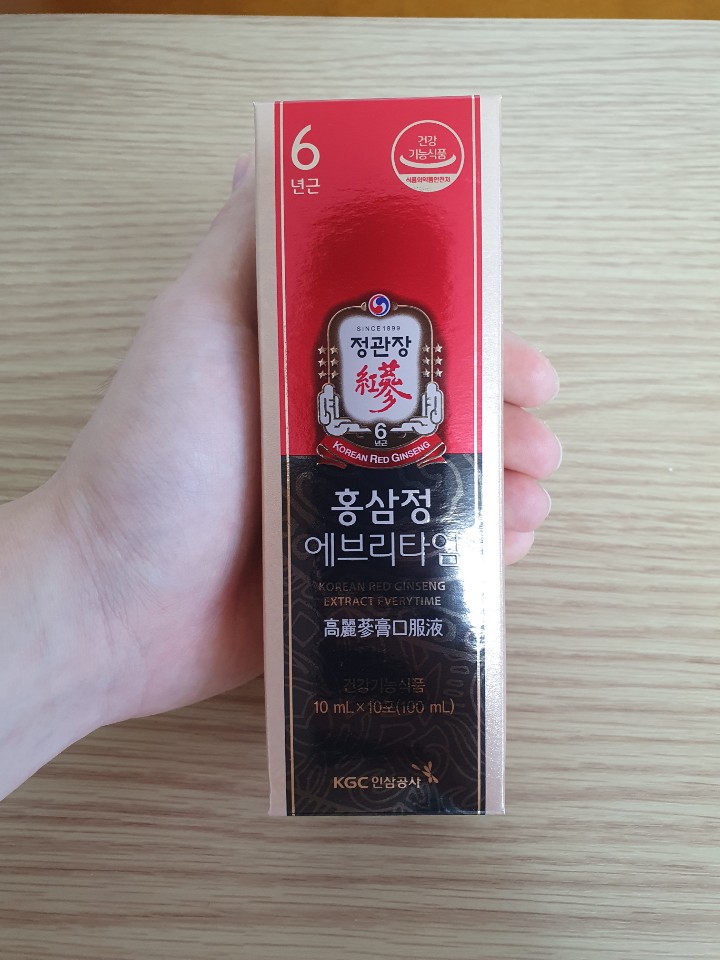 6
년근
건강
기능식품
식품의약품안전처
SINCE 1899
정관장
紅蔘
6
년근
KOREAN RED GINSENG
홍삼정
에브리타임
KOREAN RED GINSENG
EXTRACT EVERYTIME
高麗蔘膏口服液
건강기능식품
10 mL×10포(100 mL)
KGC 인삼공사